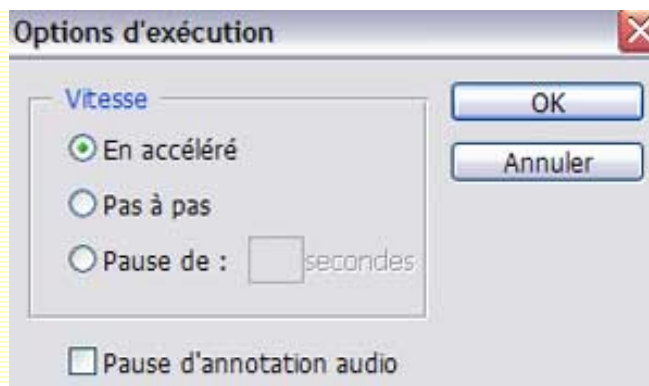 Options d'exécution
Vitesse
OK
En accéléré
Annuler
Pas à pas
Pause de : secondes
Pause d'annotation audio